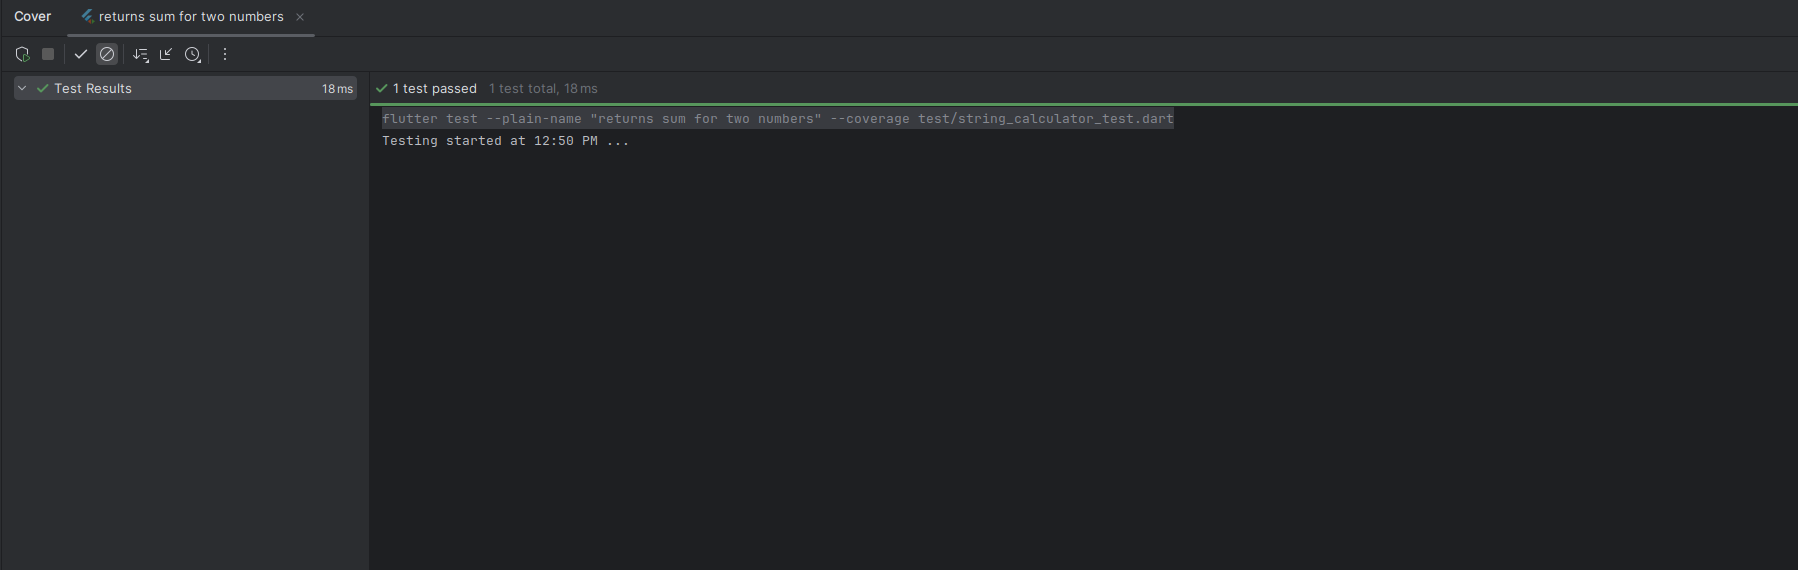 Cover returns sum for two numbers
Test Results 18 ms
1 test passed 1 test total, 18 ms
flutter test --plain-name "returns sum for two numbers" --coverage test/string_calculator_test.dart
Testing started at 12:50 PM ...